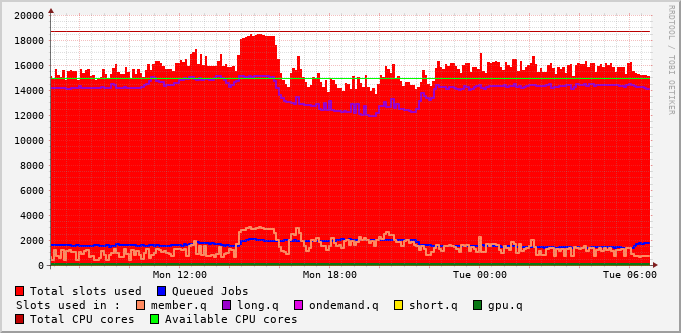 20000
18000
16000
14000
12000
10000
8000
6000
4000
2000
0
Mon 12:00 Mon 18:00 Tue 00:00 Tue 06:00
RRDTOOL / TOBI OETIKER
Total slots used Queued Jobs
Slots used in : member.q long.q ondemand.q short.q gpu.q
Total CPU cores Available CPU cores